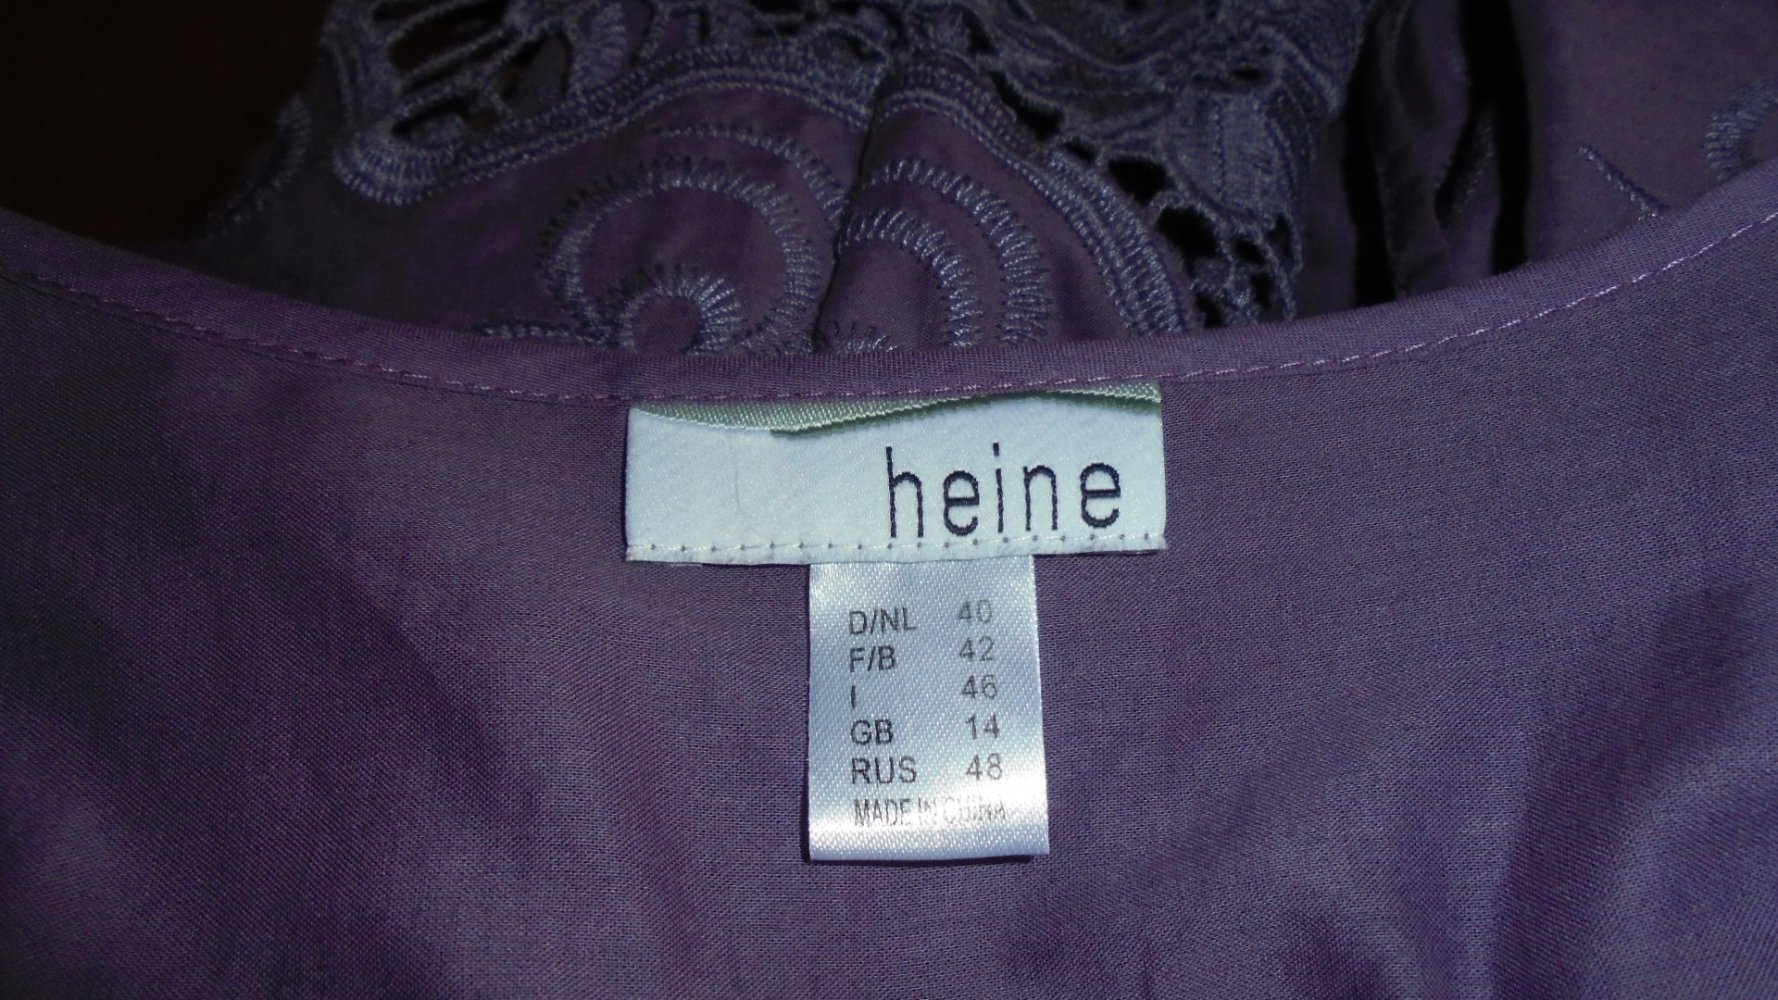 heine
D/NL 40
F/B 42
I 46
GB 14
RUS 48
MADE IN CHINA